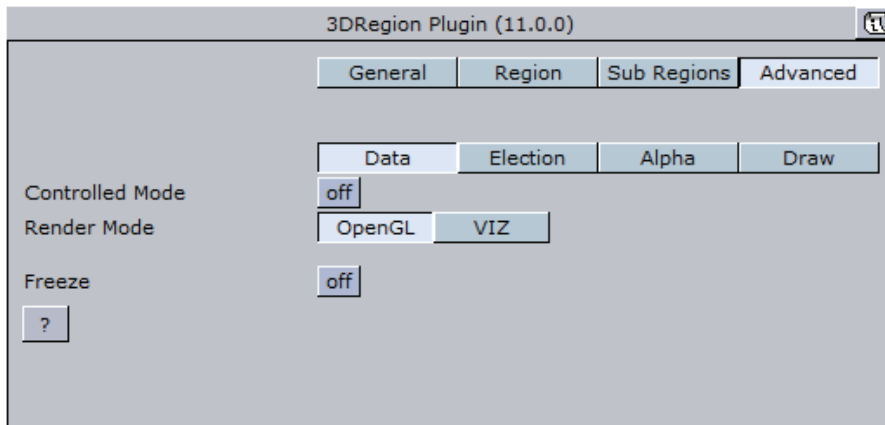 3DRegion Plugin (11.0.0)
General Region Sub Regions Advanced
Data Election Alpha Draw
Controlled Mode off
Render Mode OpenGL VIZ
Freeze off
?